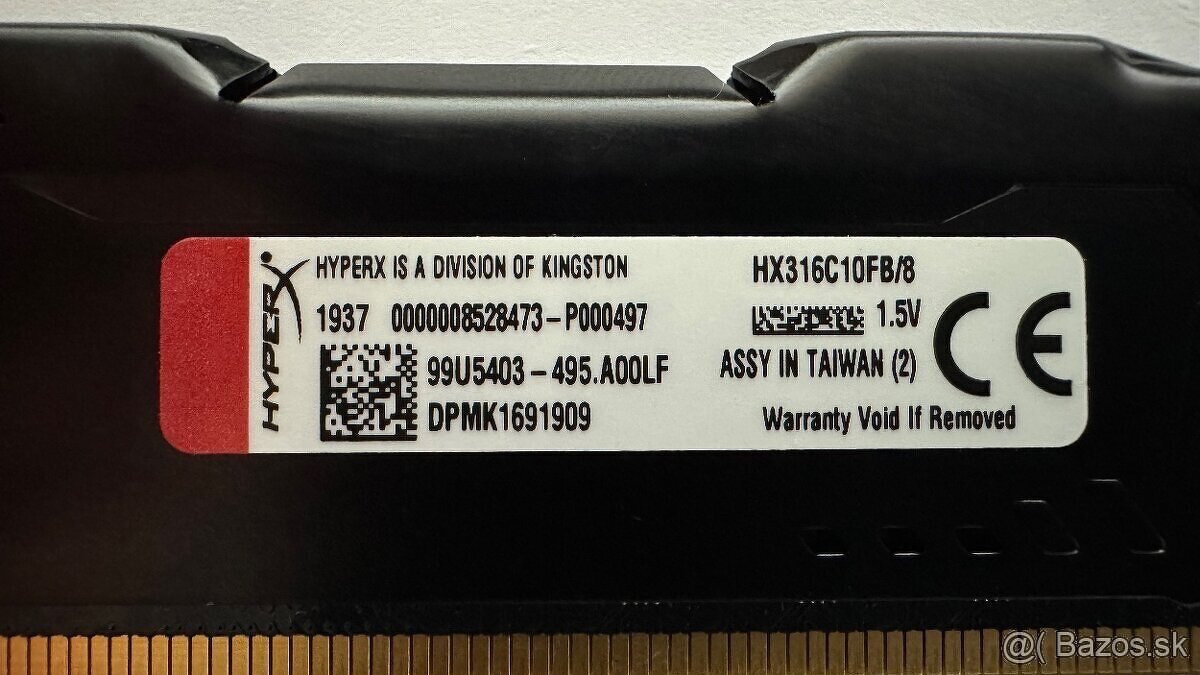 HYPERX
HYPERX IS A DIVISION OF KINGSTON
1937 0000008528473-P000497
99U5403-495.A00LF
DPMK1691909
HX316C10FB/8
1.5V
ASSY IN TAIWAN (2)
CE
Warranty Void If Removed
@( Bazos.sk